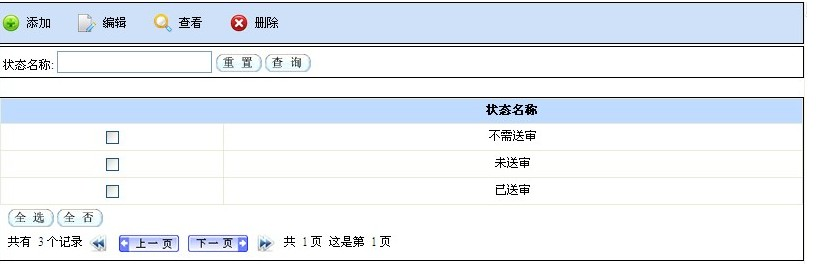 添加 编辑 查看 删除
状态名称: 重 置 查 询
状态名称
不需送审
未送审
已送审
全 选 全 否
共有 3个记录 上一页 下一页 共 1页 这是第 1页